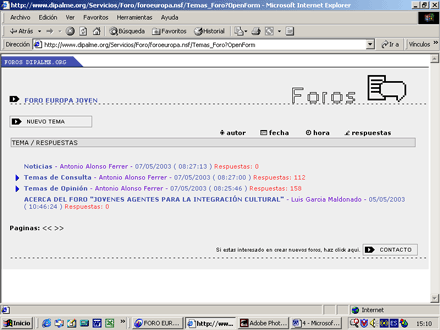 http://www.dipalme.org/Servicios/Foro/foroeuropa.nsf/Temas_Foro?OpenForm - Microsoft Internet Explorer
Archivo Edición Ver Favoritos Herramientas Ayuda
Atrás Búsqueda Favoritos Historial
Dirección http://www.dipalme.org/Servicios/Foro/foroeuropa.nsf/Temas_Foro?OpenForm Ir a Vínculos »
FOROS DIPALME.ORG
Foros
FORO EUROPA JOVEN
NUEVO TEMA
autor fecha hora respuestas
TEMA / RESPUESTAS
Noticias - Antonio Alonso Ferrer - 07/05/2003 ( 08:27:13 ) Respuestas: 0
Temas de Consulta - Antonio Alonso Ferrer - 07/05/2003 ( 08:27:00 ) Respuestas: 112
Temas de Opinión - Antonio Alonso Ferrer - 07/05/2003 ( 08:25:46 ) Respuestas: 158
ACERCA DEL FORO "JOVENES AGENTES PARA LA INTEGRACIÓN CULTURAL" - Luis Garcia Maldonado - 05/05/2003
( 10:46:24 ) Respuestas: 0
Paginas: << >>
Si estas interesado en crear nuevos foros, haz click aqui. CONTACTO
Internet
Inicio FORO EUR... http://ww... Adobe Phot... 4 - Microsof... 15:10